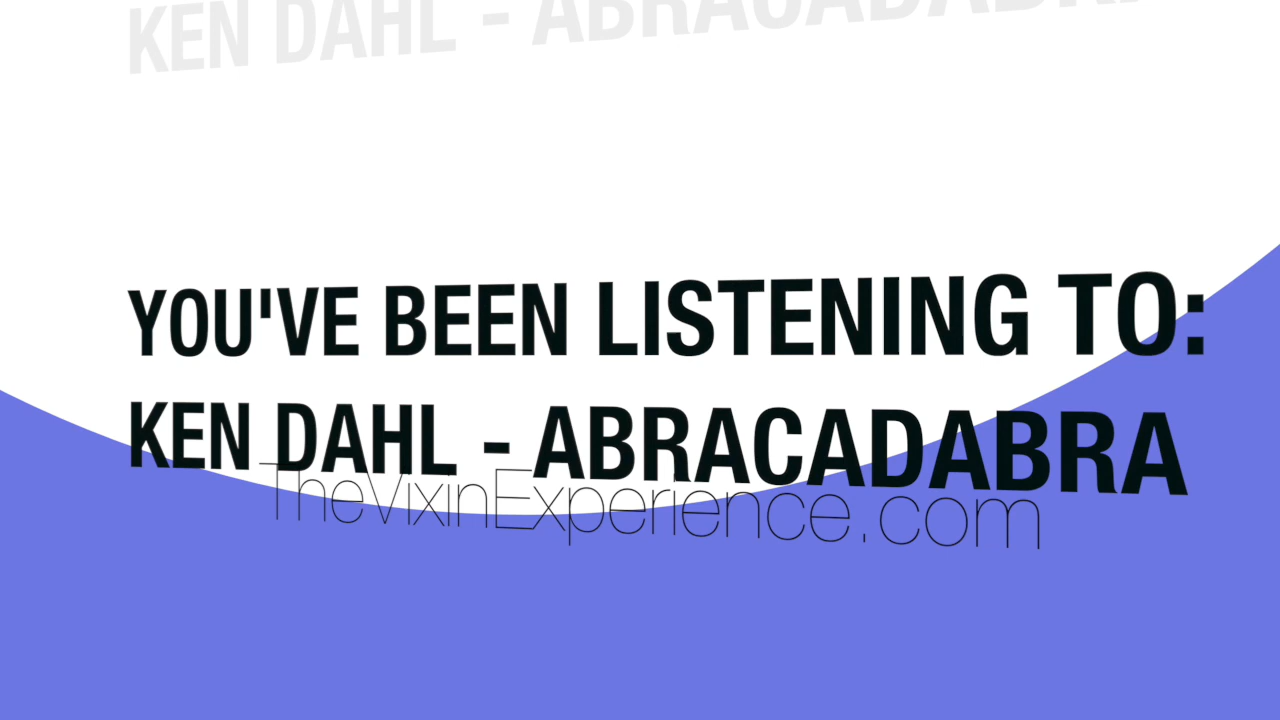 KEN DAHL - ABRACADABRA
YOU'VE BEEN LISTENING TO:
KEN DAHL - ABRACADABRA
TheVixinExperience.com